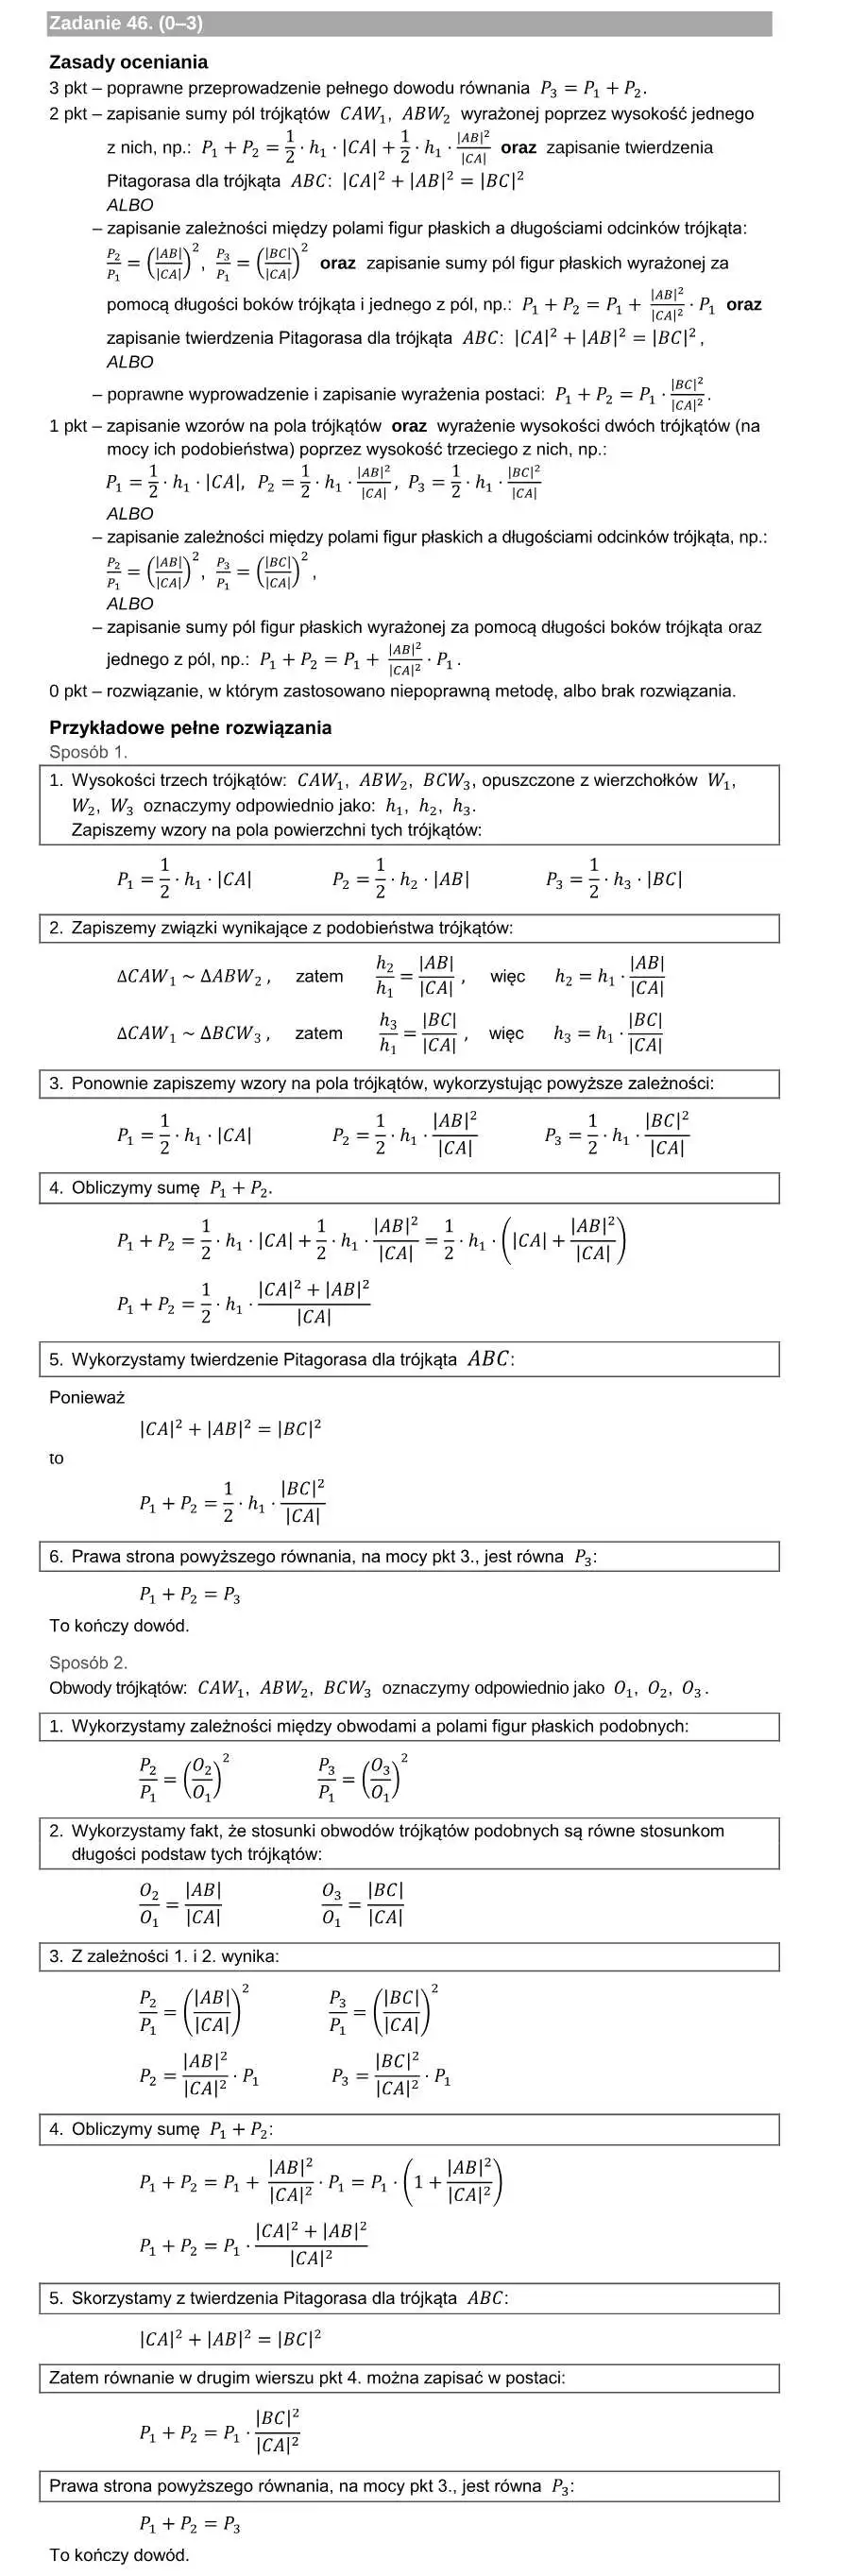 Zadanie 46. (0–3)
Zasady oceniania
3 pkt – poprawne przeprowadzenie pełnego dowodu równania P₃ = P₁ + P₂.
2 pkt – zapisanie sumy pól trójkątów CAW₁, ABW₂ wyrażonej poprzez wysokość jednego
z nich, np.: P₁ + P₂ = 1/2 · h₁ · |CA| + 1/2 · h₁ · |AB|²/|CA| oraz zapisanie twierdzenia
Pitagorasa dla trójkąta ABC: |CA|² + |AB|² = |BC|²
ALBO
– zapisanie zależności między polami figur płaskich a długościami odcinków trójkąta:
P₂/P₁ = (|AB|/|CA|)², P₃/P₁ = (|BC|/|CA|)² oraz zapisanie sumy pól figur płaskich wyrażonej za
pomocą długości boków trójkąta i jednego z pól, np.: P₁ + P₂ = P₁ + |AB|²/|CA|² · P₁ oraz
zapisanie twierdzenia Pitagorasa dla trójkąta ABC: |CA|² + |AB|² = |BC|²,
ALBO
– poprawne wyprowadzenie i zapisanie wyrażenia postaci: P₁ + P₂ = P₁ · |BC|²/|CA|².
1 pkt – zapisanie wzorów na pola trójkątów oraz wyrażenie wysokości dwóch trójkątów (na
mocy ich podobieństwa) poprzez wysokość trzeciego z nich, np.:
P₁ = 1/2 · h₁ · |CA|, P₂ = 1/2 · h₁ · |AB|²/|CA|, P₃ = 1/2 · h₁ · |BC|²/|CA|
ALBO
– zapisanie zależności między polami figur płaskich a długościami odcinków trójkąta, np.:
P₂/P₁ = (|AB|/|CA|)², P₃/P₁ = (|BC|/|CA|)²,
ALBO
– zapisanie sumy pól figur płaskich wyrażonej za pomocą długości boków trójkąta oraz
jednego z pól, np.: P₁ + P₂ = P₁ + |AB|²/|CA|² · P₁.
0 pkt – rozwiązanie, w którym zastosowano niepoprawną metodę, albo brak rozwiązania.
Przykładowe pełne rozwiązania
Sposób 1.
1. Wysokości trzech trójkątów: CAW₁, ABW₂, BCW₃, opuszczone z wierzchołków W₁,
W₂, W₃ oznaczymy odpowiednio jako: h₁, h₂, h₃.
Zapiszemy wzory na pola powierzchni tych trójkątów:
P₁ = 1/2 · h₁ · |CA| P₂ = 1/2 · h₂ · |AB| P₃ = 1/2 · h₃ · |BC|
2. Zapiszemy związki wynikające z podobieństwa trójkątów:
ΔCAW₁ ~ ΔABW₂, zatem h₂/h₁ = |AB|/|CA|, więc h₂ = h₁ · |AB|/|CA|
ΔCAW₁ ~ ΔBCW₃, zatem h₃/h₁ = |BC|/|CA|, więc h₃ = h₁ · |BC|/|CA|
3. Ponownie zapiszemy wzory na pola trójkątów, wykorzystując powyższe zależności:
P₁ = 1/2 · h₁ · |CA| P₂ = 1/2 · h₁ · |AB|²/|CA| P₃ = 1/2 · h₁ · |BC|²/|CA|
4. Obliczymy sumę P₁ + P₂.
P₁ + P₂ = 1/2 · h₁ · |CA| + 1/2 · h₁ · |AB|²/|CA| = 1/2 · h₁ · (|CA| + |AB|²/|CA|)
P₁ + P₂ = 1/2 · h₁ · (|CA|² + |AB|²)/|CA|
5. Wykorzystamy twierdzenie Pitagorasa dla trójkąta ABC:
Ponieważ
|CA|² + |AB|² = |BC|²
to
P₁ + P₂ = 1/2 · h₁ · |BC|²/|CA|
6. Prawa strona powyższego równania, na mocy pkt 3., jest równa P₃:
P₁ + P₂ = P₃
To kończy dowód.
Sposób 2.
Obwody trójkątów: CAW₁, ABW₂, BCW₃ oznaczymy odpowiednio jako O₁, O₂, O₃.
1. Wykorzystamy zależności między obwodami a polami figur płaskich podobnych:
P₂/P₁ = (O₂/O₁)² P₃/P₁ = (O₃/O₁)²
2. Wykorzystamy fakt, że stosunki obwodów trójkątów podobnych są równe stosunkom
długości podstaw tych trójkątów:
O₂/O₁ = |AB|/|CA| O₃/O₁ = |BC|/|CA|
3. Z zależności 1. i 2. wynika:
P₂/P₁ = (|AB|/|CA|)² P₃/P₁ = (|BC|/|CA|)²
P₂ = |AB|²/|CA|² · P₁ P₃ = |BC|²/|CA|² · P₁
4. Obliczymy sumę P₁ + P₂:
P₁ + P₂ = P₁ + |AB|²/|CA|² · P₁ = P₁ · (1 + |AB|²/|CA|²)
P₁ + P₂ = P₁ · (|CA|² + |AB|²)/|CA|²
5. Skorzystamy z twierdzenia Pitagorasa dla trójkąta ABC:
|CA|² + |AB|² = |BC|²
Zatem równanie w drugim wierszu pkt 4. można zapisać w postaci:
P₁ + P₂ = P₁ · |BC|²/|CA|²
Prawa strona powyższego równania, na mocy pkt 3., jest równa P₃:
P₁ + P₂ = P₃
To kończy dowód.